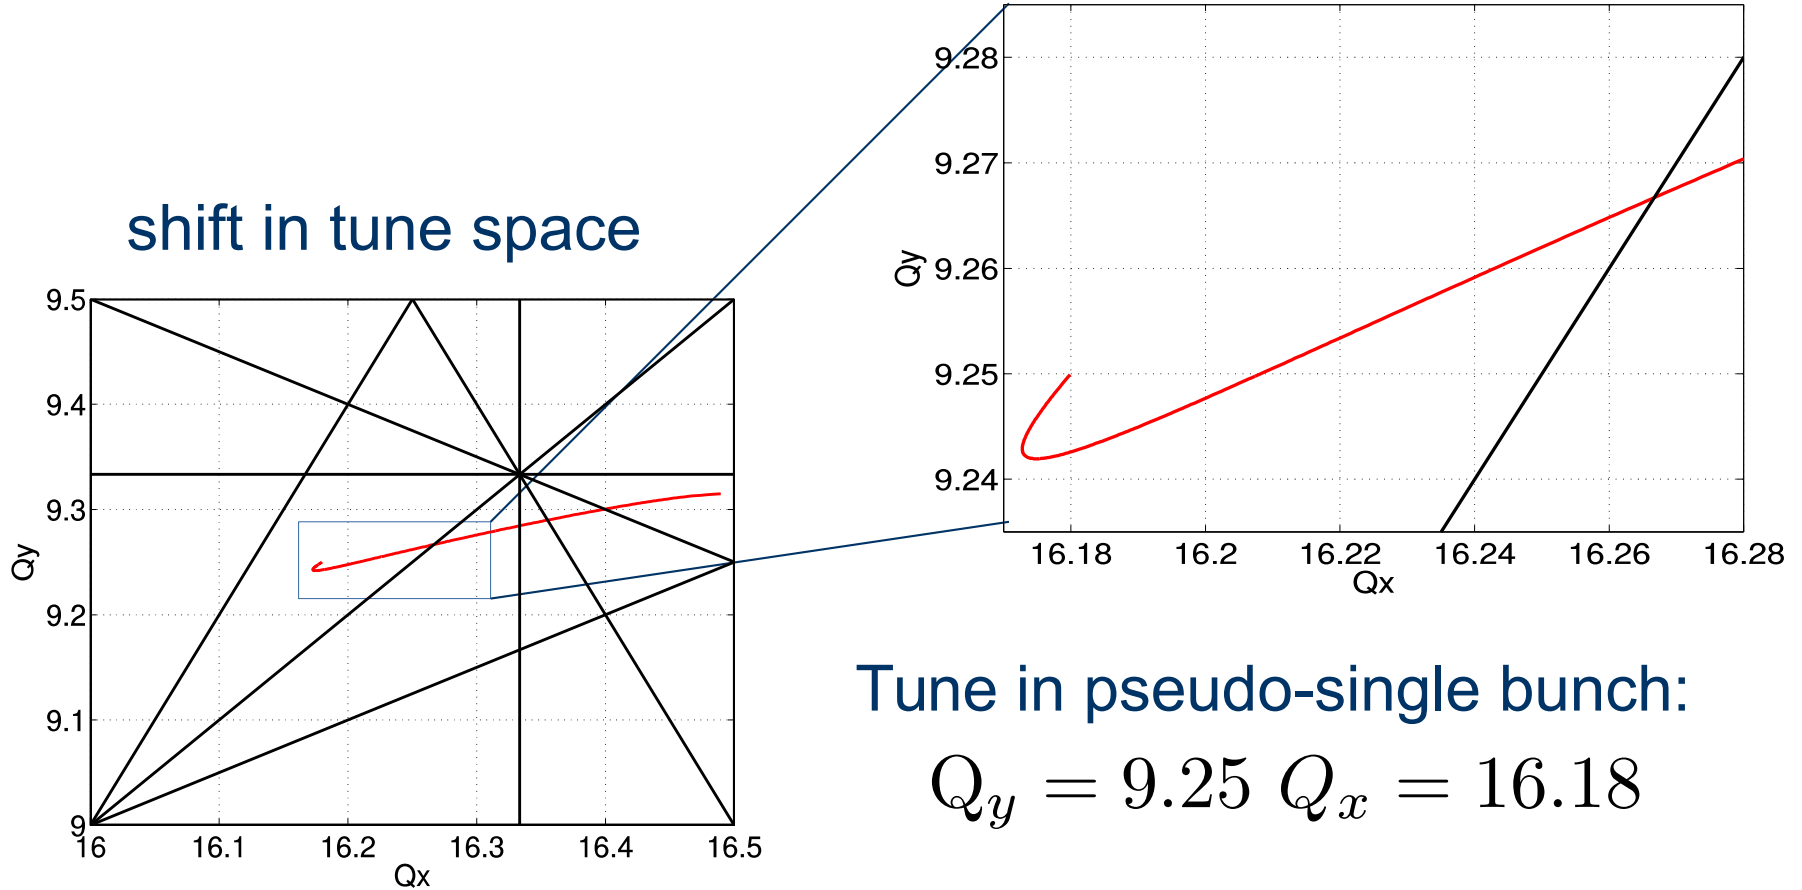 shift in tune space
9.5
9.4
9.3
9.2
9.1
9
Qy
16 16.1 16.2 16.3 16.4 16.5
Qx
9.28
9.27
9.26
9.25
9.24
Qy
16.18 16.2 16.22 16.24 16.26 16.28
Qx
Tune in pseudo-single bunch:
Qy = 9.25 Qx = 16.18